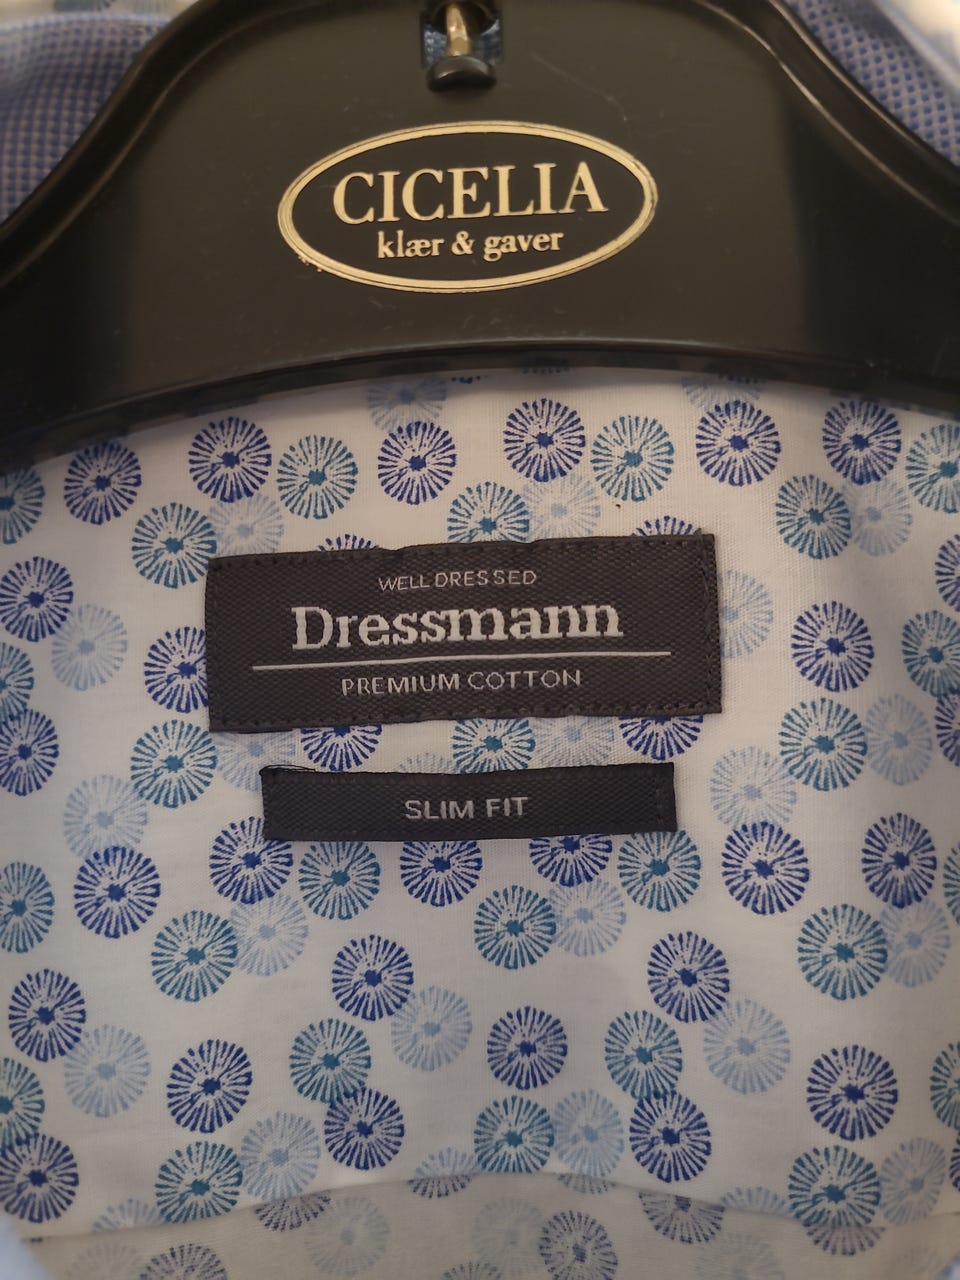 CICELIA
klær & gaver
WELL DRESSED
Dressmann
PREMIUM COTTON
SLIM FIT